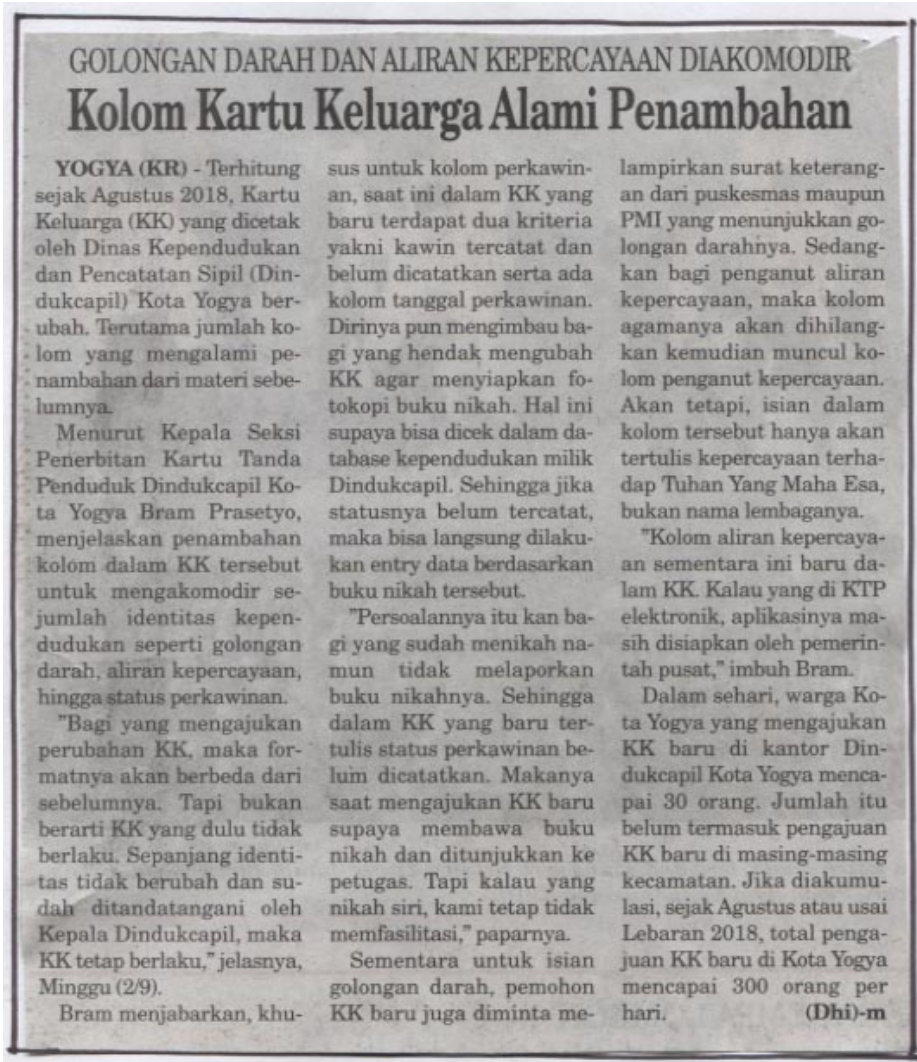 GOLONGAN DARAH DAN ALIRAN KEPERCAYAAN DIAKOMODIR
Kolom Kartu Keluarga Alami Penambahan
YOGYA (KR) - Terhitung
sejak Agustus 2018, Kartu
Keluarga (KK) yang dicetak
oleh Dinas Kependudukan
dan Pencatatan Sipil (Din-
dukcapil) Kota Yogya ber-
ubah. Terutama jumlah ko-
lom yang mengalami pe-
nambahan dari materi sebe-
lumnya.
Menurut Kepala Seksi
Penerbitan Kartu Tanda
Penduduk Dindukcapil Ko-
ta Yogya Bram Prasetyo,
menjelaskan penambahan
kolom dalam KK tersebut
untuk mengakomodir se-
jumlah identitas kepen-
dudukan seperti golongan
darah, aliran kepercayaan,
hingga status perkawinan.
"Bagi yang mengajukan
perubahan KK, maka for-
matnya akan berbeda dari
sebelumnya. Tapi bukan
berarti KK yang dulu tidak
berlaku. Sepanjang identi-
tas tidak berubah dan su-
dah ditandatangani oleh
Kepala Dindukcapil, maka
KK tetap berlaku," jelasnya,
Minggu (2/9).
Bram menjabarkan, khu-
sus untuk kolom perkawin-
an, saat ini dalam KK yang
baru terdapat dua kriteria
yakni kawin tercatat dan
belum dicatatkan serta ada
kolom tanggal perkawinan.
Dirinya pun mengimbau ba-
gi yang hendak mengubah
KK agar menyiapkan fo-
tokopi buku nikah. Hal ini
supaya bisa dicek dalam da-
tabase kependudukan milik
Dindukcapil. Sehingga jika
statusnya belum tercatat,
maka bisa langsung dilaku-
kan entry data berdasarkan
buku nikah tersebut.
"Persoalannya itu kan ba-
gi yang sudah menikah na-
mun tidak melaporkan
buku nikahnya. Sehingga
dalam KK yang baru ter-
tulis status perkawinan be-
lum dicatatkan. Makanya
saat mengajukan KK baru
supaya membawa buku
nikah dan ditunjukkan ke
petugas. Tapi kalau yang
nikah siri, kami tetap tidak
memfasilitasi," paparnya.
Sementara untuk isian
golongan darah, pemohon
KK baru juga diminta me-
lampirkan surat keterang-
an dari puskesmas maupun
PMI yang menunjukkan go-
longan darahnya. Sedang-
kan bagi penganut aliran
kepercayaan, maka kolom
agamanya akan dihilang-
kan kemudian muncul ko-
lom penganut kepercayaan.
Akan tetapi, isian dalam
kolom tersebut hanya akan
tertulis kepercayaan terha-
dap Tuhan Yang Maha Esa,
bukan nama lembaganya.
"Kolom aliran kepercaya-
an sementara ini baru da-
lam KK. Kalau yang di KTP
elektronik, aplikasinya ma-
sih disiapkan oleh pemerin-
tah pusat," imbuh Bram.
Dalam sehari, warga Ko-
ta Yogya yang mengajukan
KK baru di kantor Din-
dukcapil Kota Yogya menca-
pai 30 orang. Jumlah itu
belum termasuk pengajuan
KK baru di masing-masing
kecamatan. Jika diakumu-
lasi, sejak Agustus atau usai
Lebaran 2018, total penga-
juan KK baru di Kota Yogya
mencapai 300 orang per
hari. (Dhi)-m